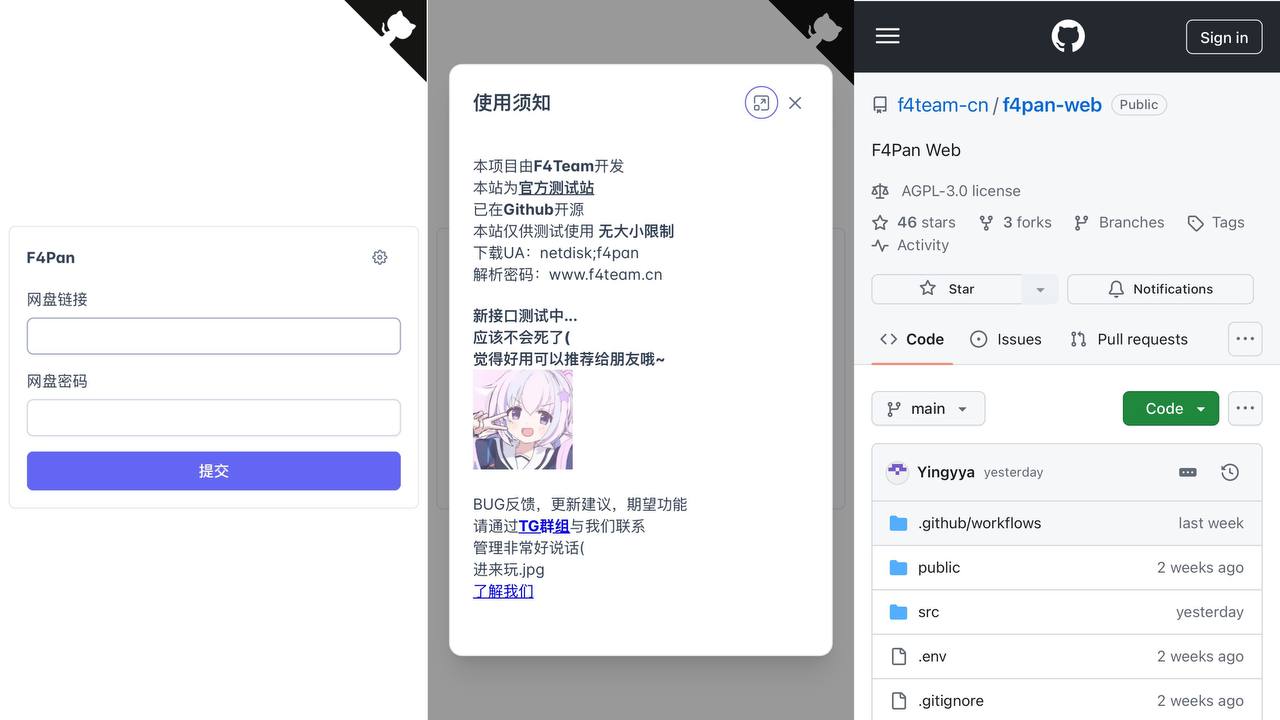 F4Pan
网盘链接
网盘密码
提交
使用须知
本项目由F4Team开发
本站为官方测试站
已在Github开源
本站仅供测试使用 无大小限制
下载UA：netdisk;f4pan
解析密码：www.f4team.cn
新接口测试中...
应该不会死了(
觉得好用可以推荐给朋友哦~
BUG反馈，更新建议，期望功能
请通过TG群组与我们联系
管理非常好说话(
进来玩.jpg
了解我们
Sign in
f4team-cn / f4pan-web Public
F4Pan Web
AGPL-3.0 license
46 stars 3 forks Branches Tags
Activity
Star Notifications
Code Issues Pull requests
main Code
Yingyya yesterday
.github/workflows last week
public 2 weeks ago
src yesterday
.env 2 weeks ago
.gitignore 2 weeks ago